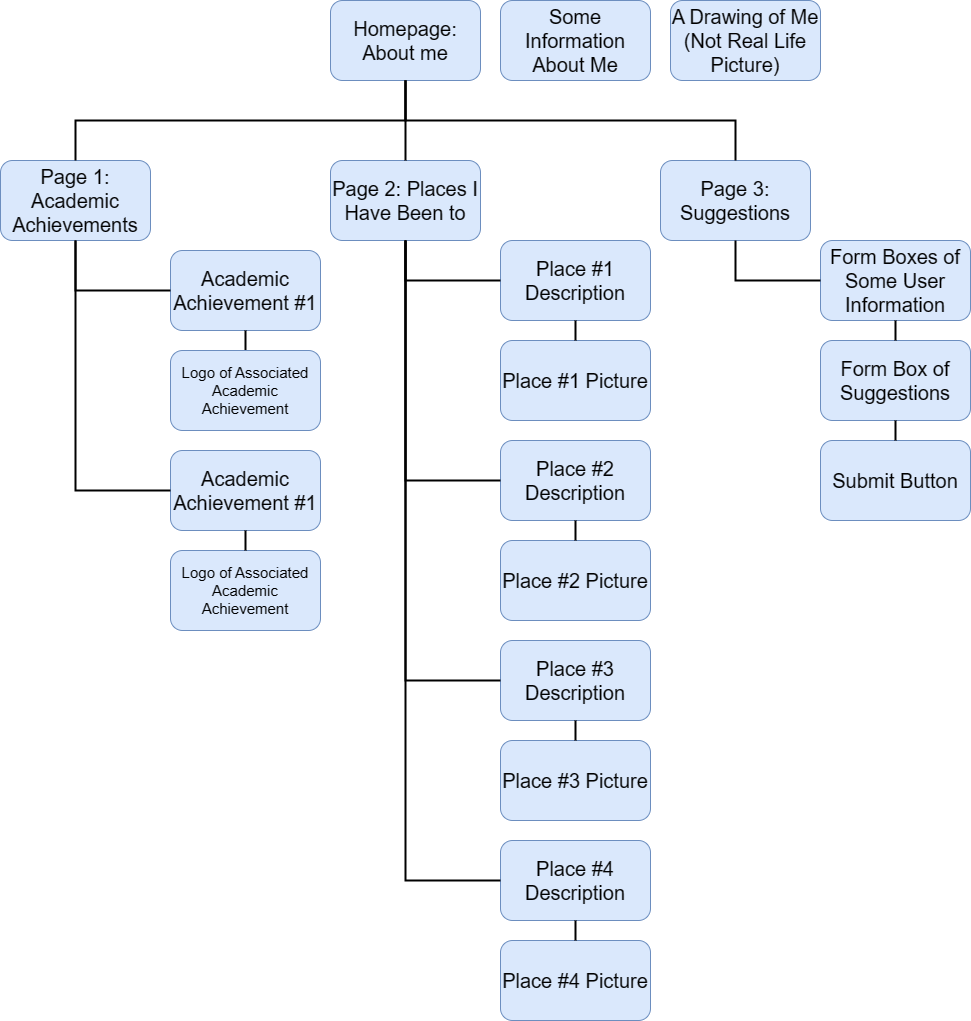 Homepage:
About me
Some
Information
About Me
A Drawing of Me
(Not Real Life
Picture)
Page 1:
Academic
Achievements
Academic
Achievement #1
Logo of Associated
Academic
Achievement
Academic
Achievement #1
Logo of Associated
Academic
Achievement
Page 2: Places I
Have Been to
Place #1
Description
Place #1 Picture
Place #2
Description
Place #2 Picture
Place #3
Description
Place #3 Picture
Place #4
Description
Place #4 Picture
Page 3:
Suggestions
Form Boxes of
Some User
Information
Form Box of
Suggestions
Submit Button